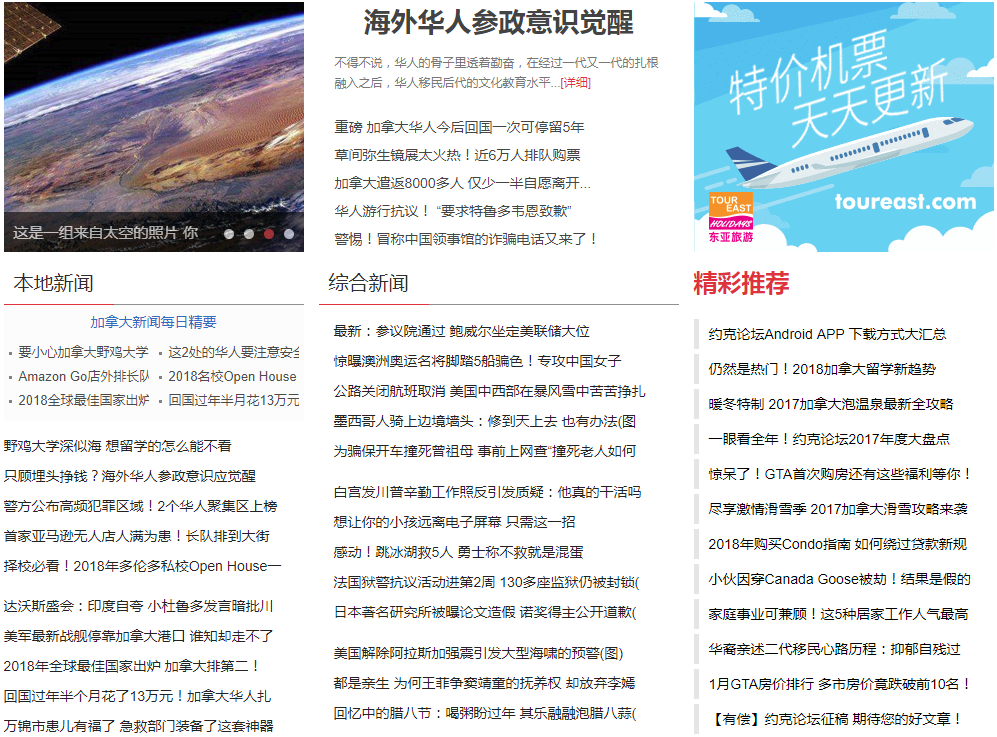 海外华人参政意识觉醒
不得不说，华人的骨子里透着勤奋，在经过一代又一代的扎根
融入之后，华人移民后代的文化教育水平...[详细]
重磅 加拿大华人今后回国一次可停留5年
草间弥生镜展太火热！近6万人排队购票
加拿大遣返8000多人 仅少一半自愿离开...
华人游行抗议！ “要求特鲁多韦恩致歉”
警惕！冒称中国领事馆的诈骗电话又来了！
这是一组来自太空的照片 你
特价机票
天天更新
TOUR
EAST
HOLIDAYS
东亚旅游
toureast.com
本地新闻
加拿大新闻每日精要
要小心加拿大野鸡大学
这2处的华人要注意安全
Amazon Go店外排长队
2018名校Open House
2018全球最佳国家出炉
回国过年半月花13万元
野鸡大学深似海 想留学的怎么能不看
只顾埋头挣钱？海外华人参政意识应觉醒
警方公布高频犯罪区域！2个华人聚集区上榜
首家亚马逊无人店人满为患！长队排到大街
择校必看！2018年多伦多私校Open House一
达沃斯盛会：印度自夸 小杜鲁多发言暗批川
美军最新战舰停靠加拿大港口 谁知却走不了
2018年全球最佳国家出炉 加拿大排第二！
回国过年半个月花了13万元！加拿大华人扎
万锦市患儿有福了 急救部门装备了这套神器
综合新闻
最新：参议院通过 鲍威尔坐定美联储大位
惊曝澳洲奥运名将脚踏5船骗色！专攻中国女子
公路关闭航班取消 美国中西部在暴风雪中苦苦挣扎
墨西哥人骑上边境墙头：修到天上去 也有办法(图
为骗保开车撞死曾祖母 事前上网查“撞死老人如何
白宫发川普辛勤工作照反引发质疑：他真的干活吗
想让你的小孩远离电子屏幕 只需这一招
感动！跳冰湖救5人 勇士称不救就是混蛋
法国狱警抗议活动进第2周 130多座监狱仍被封锁(
日本著名研究所被曝论文造假 诺奖得主公开道歉(
美国解除阿拉斯加强震引发大型海啸的预警(图)
都是亲生 为何王菲争窦靖童的抚养权 却放弃李嫣
回忆中的腊八节：喝粥盼过年 其乐融融泡腊八蒜(
精彩推荐
约克论坛Android APP 下载方式大汇总
仍然是热门！2018加拿大留学新趋势
暖冬特制 2017加拿大泡温泉最新全攻略
一眼看全年！约克论坛2017年度大盘点
惊呆了！GTA首次购房还有这些福利等你！
尽享激情滑雪季 2017加拿大滑雪攻略来袭
2018年购买Condo指南 如何绕过贷款新规
小伙因穿Canada Goose被劫！结果是假的
家庭事业可兼顾！这5种居家工作人气最高
华裔亲述二代移民心路历程：抑郁自残过
1月GTA房价排行 多市房价竟跌破前10名！
【有偿】约克论坛征稿 期待您的好文章！